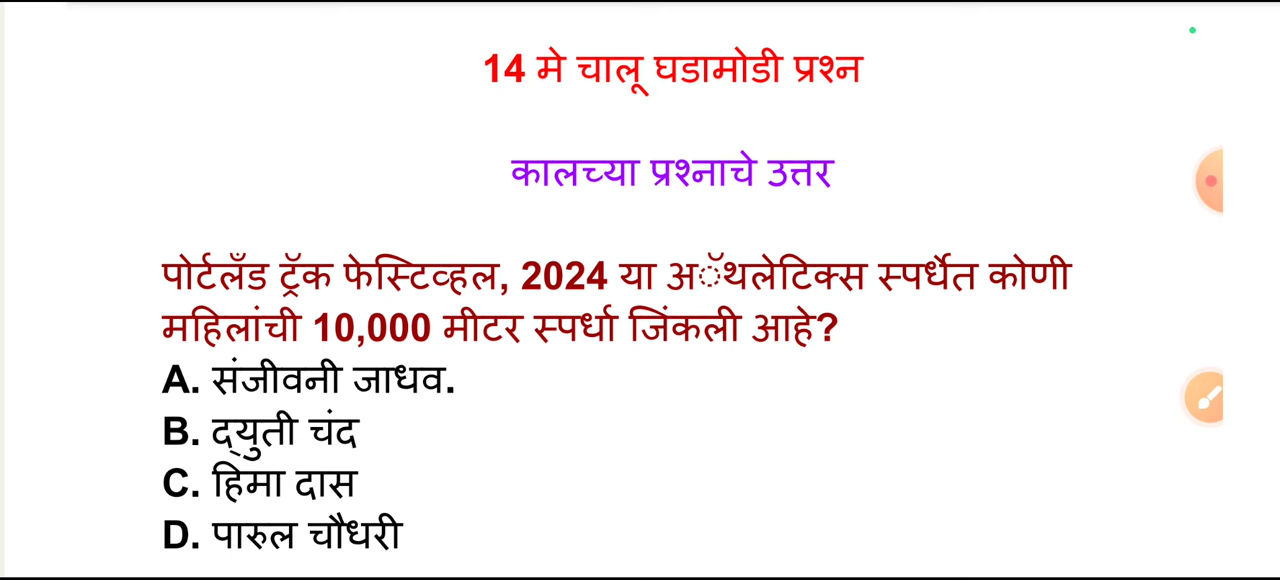 14 मे चालू घडामोडी प्रश्न
कालच्या प्रश्नाचे उत्तर
पोर्टलँड ट्रॅक फेस्टिव्हल, 2024 या अॅथलेटिक्स स्पर्धेत कोणी
महिलांची 10,000 मीटर स्पर्धा जिंकली आहे?
A. संजीवनी जाधव.
B. द्युती चंद
C. हिमा दास
D. पारुल चौधरी